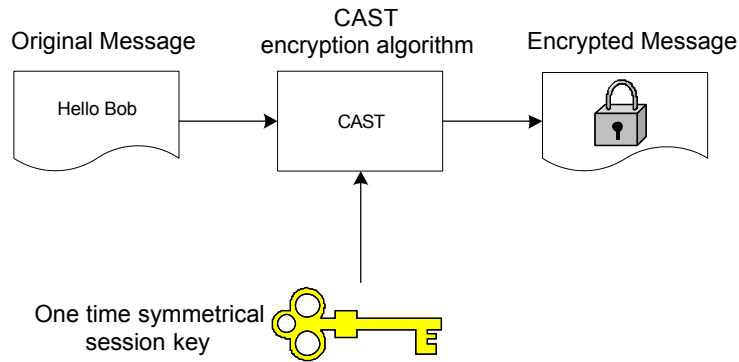 CAST
encryption algorithm
Original Message
Encrypted Message
Hello Bob
CAST
One time symmetrical
session key